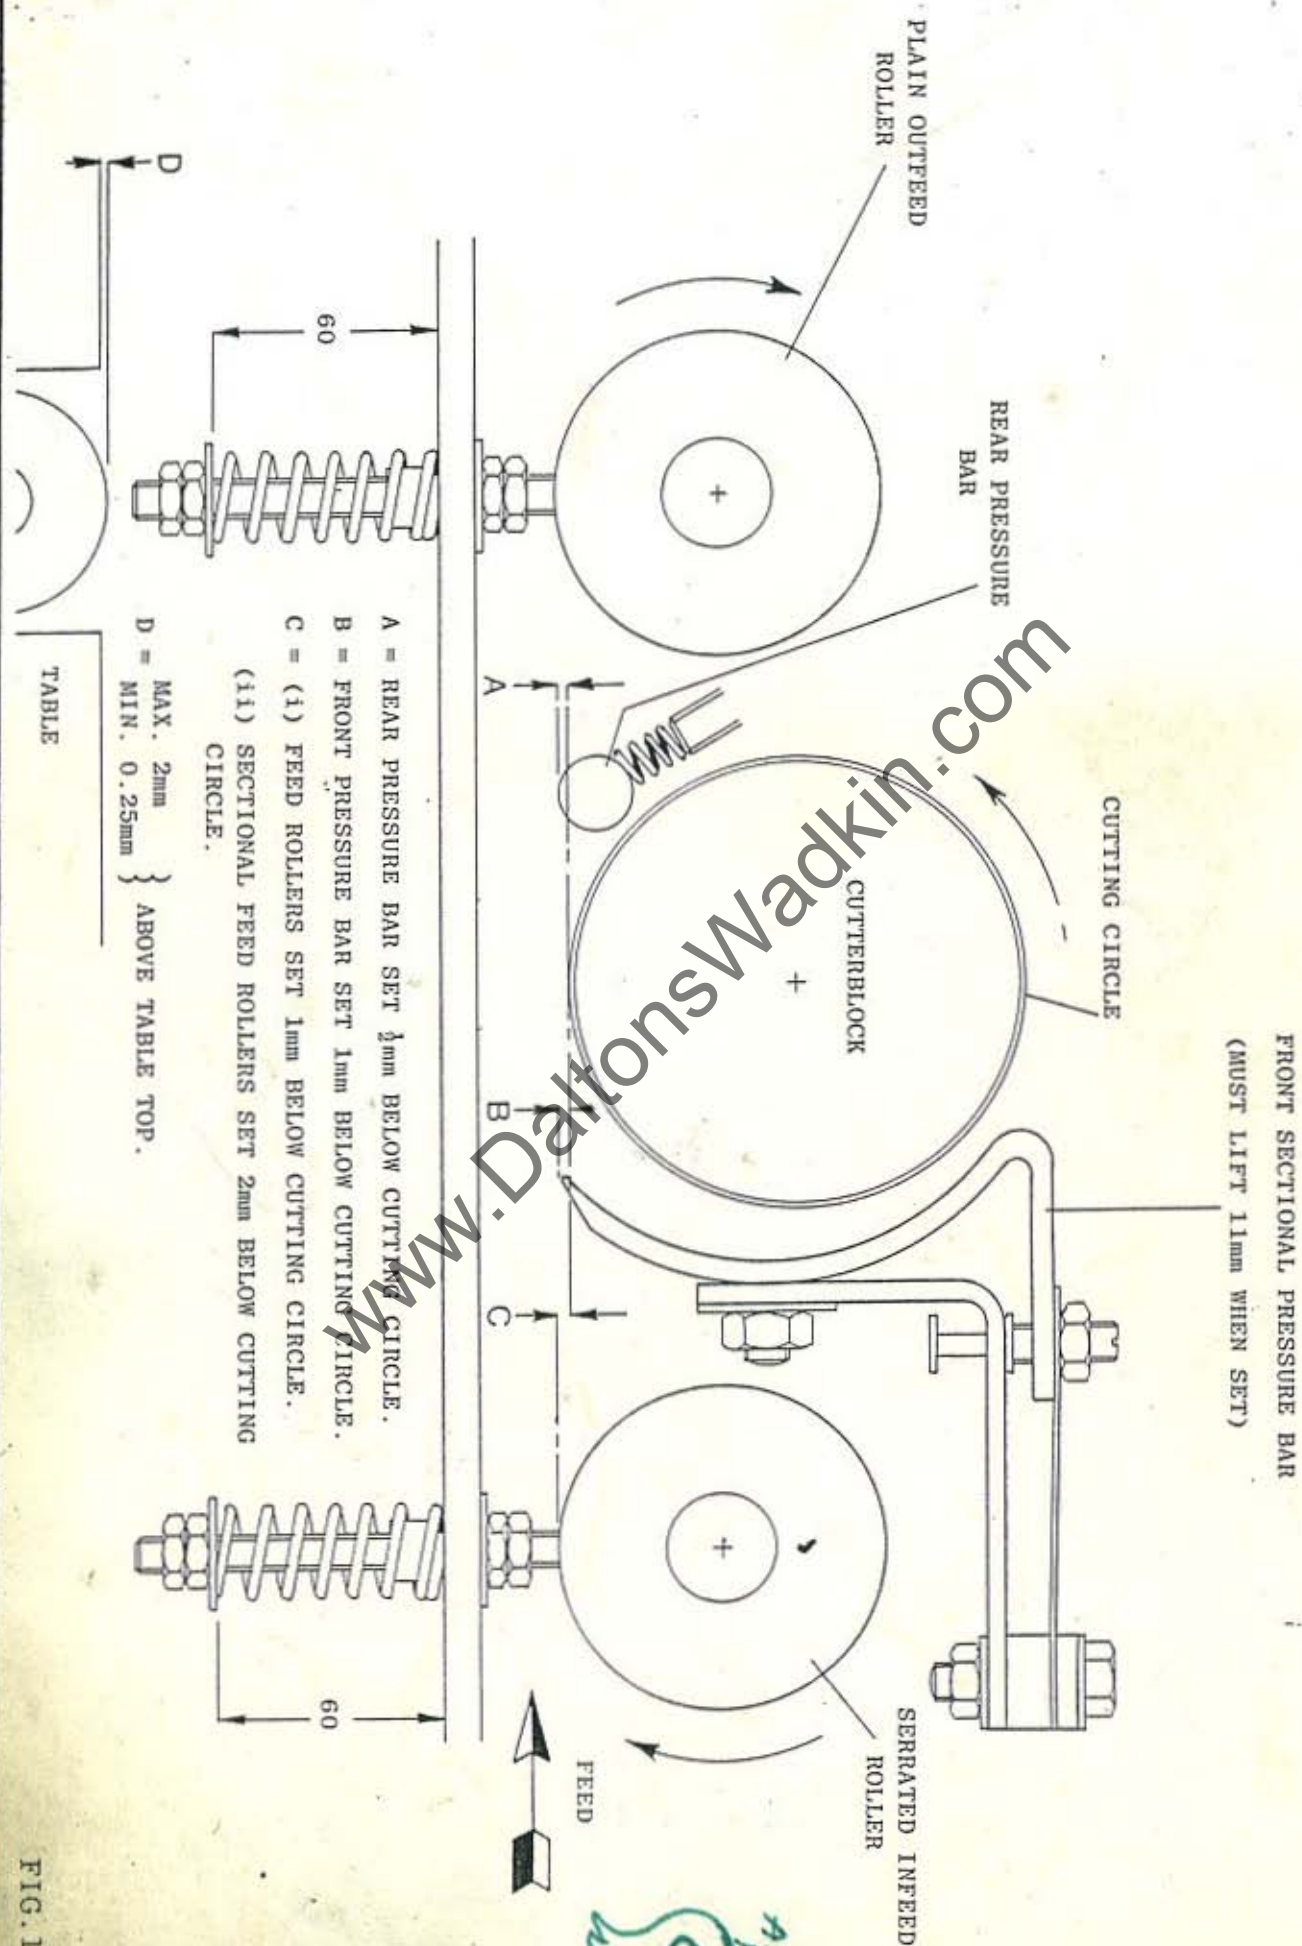 FRONT SECTIONAL PRESSURE BAR
(MUST LIFT 11mm WHEN SET)
CUTTING CIRCLE
REAR PRESSURE
BAR
PLAIN OUTFEED
ROLLER
CUTTERBLOCK
SERRATED INFEED
ROLLER
FEED
A
B
C
60
60
D
A = REAR PRESSURE BAR SET ½mm BELOW CUTTING CIRCLE.
B = FRONT PRESSURE BAR SET 1mm BELOW CUTTING CIRCLE.
C = (i) FEED ROLLERS SET 1mm BELOW CUTTING CIRCLE.
(ii) SECTIONAL FEED ROLLERS SET 2mm BELOW CUTTING
CIRCLE.
D = MAX. 2mm } ABOVE TABLE TOP.
MIN. 0.25mm }
TABLE
FIG.1
www.DaltonsWadkin.com